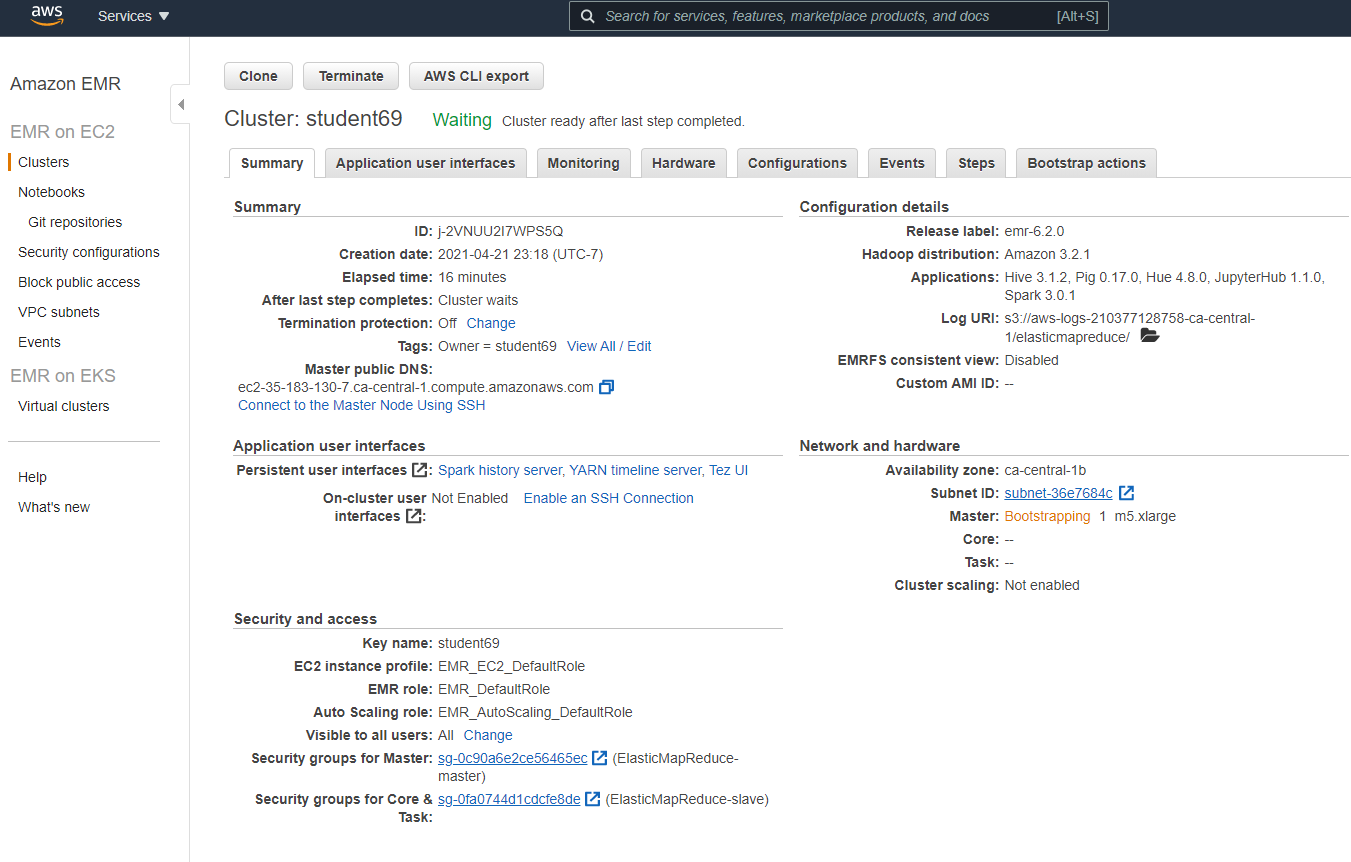 aws
Services
Search for services, features, marketplace products, and docs [Alt+S]
Amazon EMR
EMR on EC2
Clusters
Notebooks
Git repositories
Security configurations
Block public access
VPC subnets
Events
EMR on EKS
Virtual clusters
Help
What's new
Clone Terminate AWS CLI export
Cluster: student69 Waiting Cluster ready after last step completed.
Summary Application user interfaces Monitoring Hardware Configurations Events Steps Bootstrap actions
Summary
ID: j-2VNUU2I7WPS5Q
Creation date: 2021-04-21 23:18 (UTC-7)
Elapsed time: 16 minutes
After last step completes: Cluster waits
Termination protection: Off Change
Tags: Owner = student69 View All / Edit
Master public DNS:
ec2-35-183-130-7.ca-central-1.compute.amazonaws.com
Connect to the Master Node Using SSH
Configuration details
Release label: emr-6.2.0
Hadoop distribution: Amazon 3.2.1
Applications: Hive 3.1.2, Pig 0.17.0, Hue 4.8.0, JupyterHub 1.1.0,
Spark 3.0.1
Log URI: s3://aws-logs-210377128758-ca-central-
1/elasticmapreduce/
EMRFS consistent view: Disabled
Custom AMI ID: --
Application user interfaces
Persistent user interfaces : Spark history server, YARN timeline server, Tez UI
On-cluster user Not Enabled Enable an SSH Connection
interfaces :
Network and hardware
Availability zone: ca-central-1b
Subnet ID: subnet-36e7684c
Master: Bootstrapping 1 m5.xlarge
Core: --
Task: --
Cluster scaling: Not enabled
Security and access
Key name: student69
EC2 instance profile: EMR_EC2_DefaultRole
EMR role: EMR_DefaultRole
Auto Scaling role: EMR_AutoScaling_DefaultRole
Visible to all users: All Change
Security groups for Master: sg-0c90a6e2ce56465ec (ElasticMapReduce-
master)
Security groups for Core & sg-0fa0744d1cdcfe8de (ElasticMapReduce-slave)
Task: